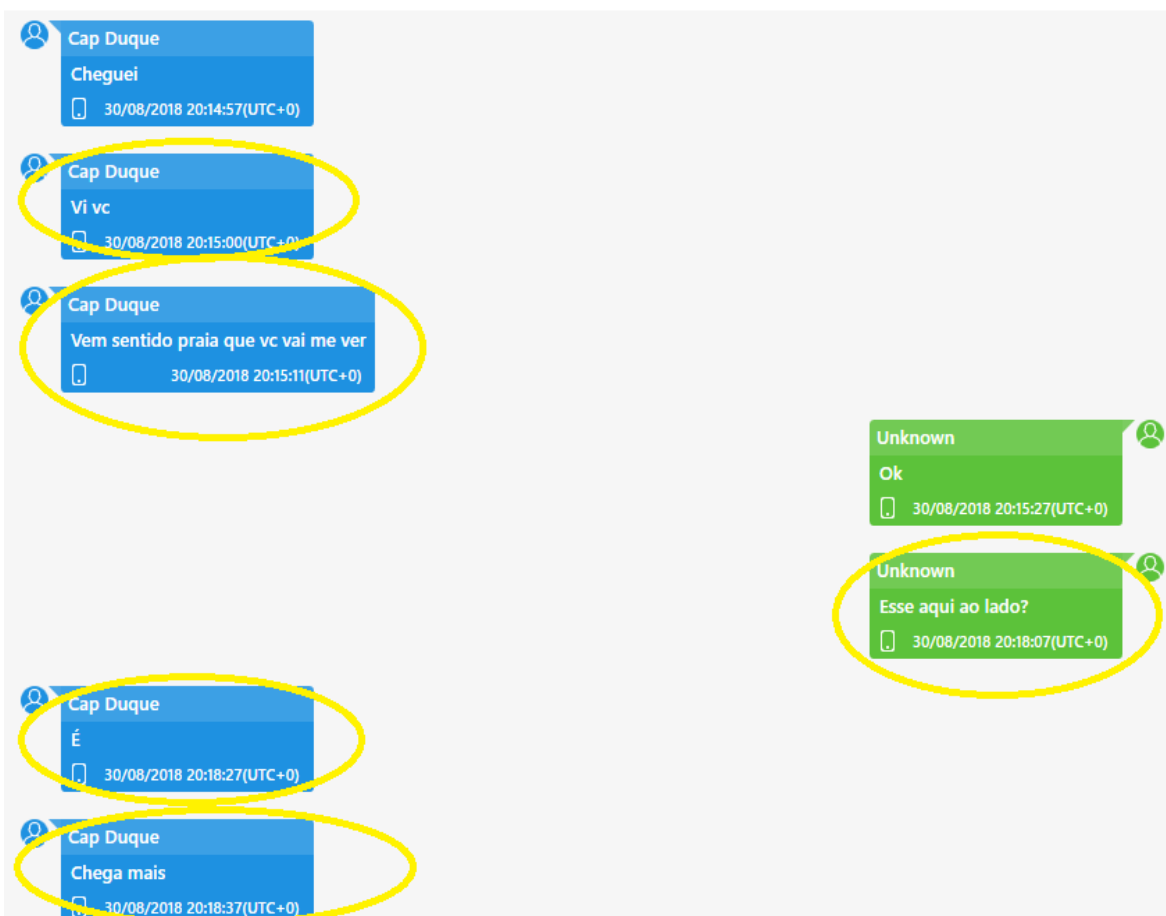 Cap Duque
Cheguei
30/08/2018 20:14:57(UTC+0)
Cap Duque
Vi vc
30/08/2018 20:15:00(UTC+0)
Cap Duque
Vem sentido praia que vc vai me ver
30/08/2018 20:15:11(UTC+0)
Unknown
Ok
30/08/2018 20:15:27(UTC+0)
Unknown
Esse aqui ao lado?
30/08/2018 20:18:07(UTC+0)
Cap Duque
É
30/08/2018 20:18:27(UTC+0)
Cap Duque
Chega mais
30/08/2018 20:18:37(UTC+0)